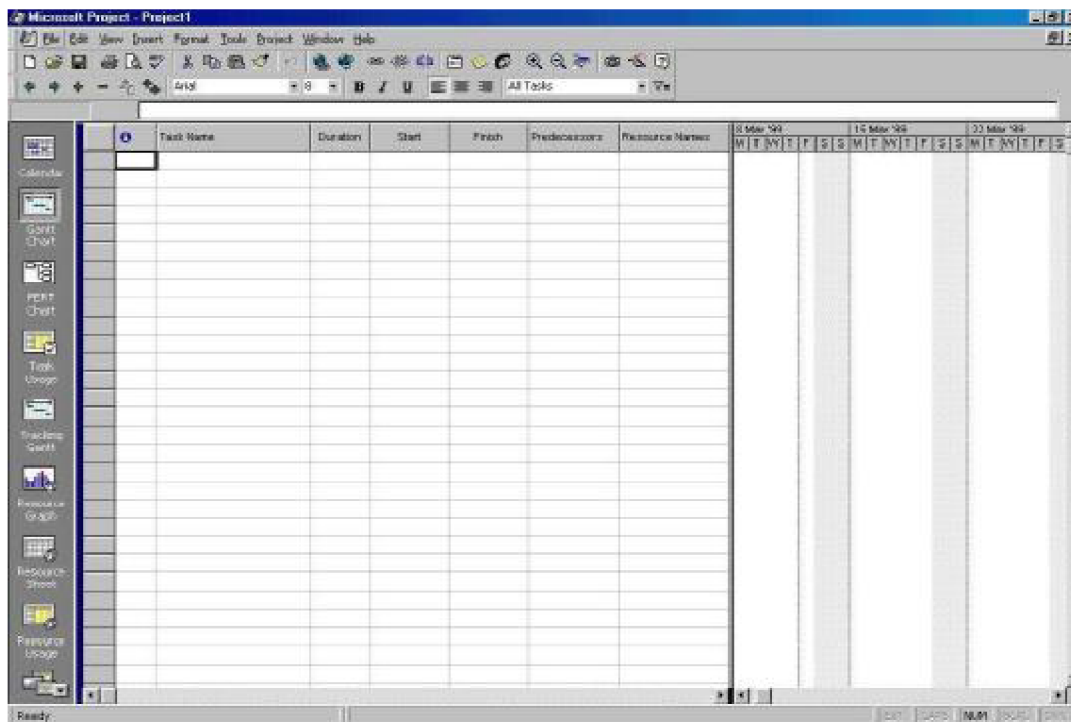 Microsoft Project - Project1
File Edit View Insert Format Tools Project Window Help
Arial 8 B I U All Tasks
Task Name Duration Start Finish Predecessors Resource Names
8 Mar '99 15 Mar '99 22 Mar '99
M T W T F S S M T W T F S S M T W T F S
Calendar
Gantt
Chart
PERT
Chart
Task
Usage
Tracking
Gantt
Resource
Graph
Resource
Sheet
Resource
Usage
Ready
EXT CAPS NUM